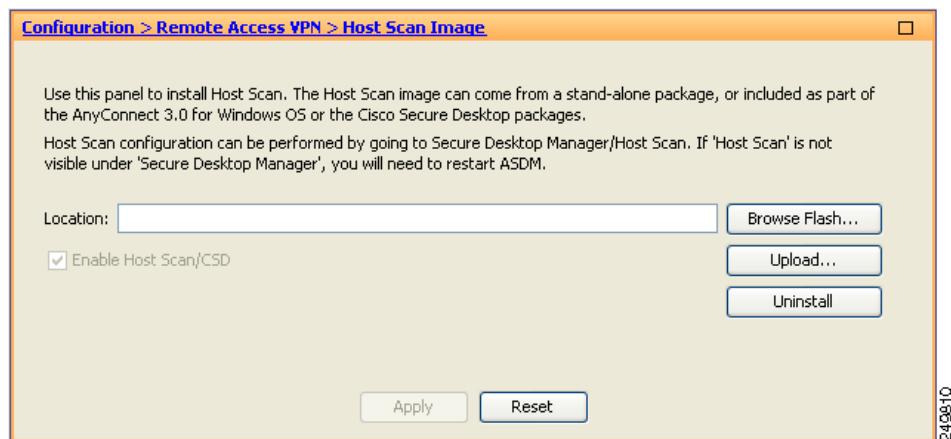 Configuration > Remote Access VPN > Host Scan Image
Use this panel to install Host Scan. The Host Scan image can come from a stand-alone package, or included as part of
the AnyConnect 3.0 for Windows OS or the Cisco Secure Desktop packages.
Host Scan configuration can be performed by going to Secure Desktop Manager/Host Scan. If 'Host Scan' is not
visible under 'Secure Desktop Manager', you will need to restart ASDM.
Location:
Browse Flash...
Enable Host Scan/CSD
Upload...
Uninstall
Apply
Reset
249810